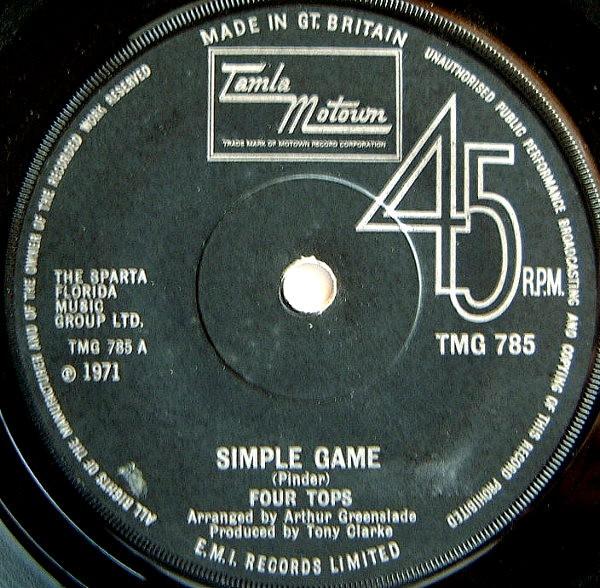 MADE IN GT. BRITAIN
Tamla
Motown
TRADE MARK OF MOTOWN RECORD CORPORATION
UNAUTHORISED PUBLIC PERFORMANCE BROADCASTING AND COPYING OF THIS RECORD PROHIBITED
ALL RIGHTS OF THE MANUFACTURER AND OF THE OWNER OF THE RECORDED WORK RESERVED
45
R.P.M.
THE SPARTA
FLORIDA
MUSIC
GROUP LTD.
TMG 785 A
℗ 1971
TMG 785
SIMPLE GAME
(Pinder)
FOUR TOPS
Arranged by Arthur Greenslade
Produced by Tony Clarke
E.M.I. RECORDS LIMITED